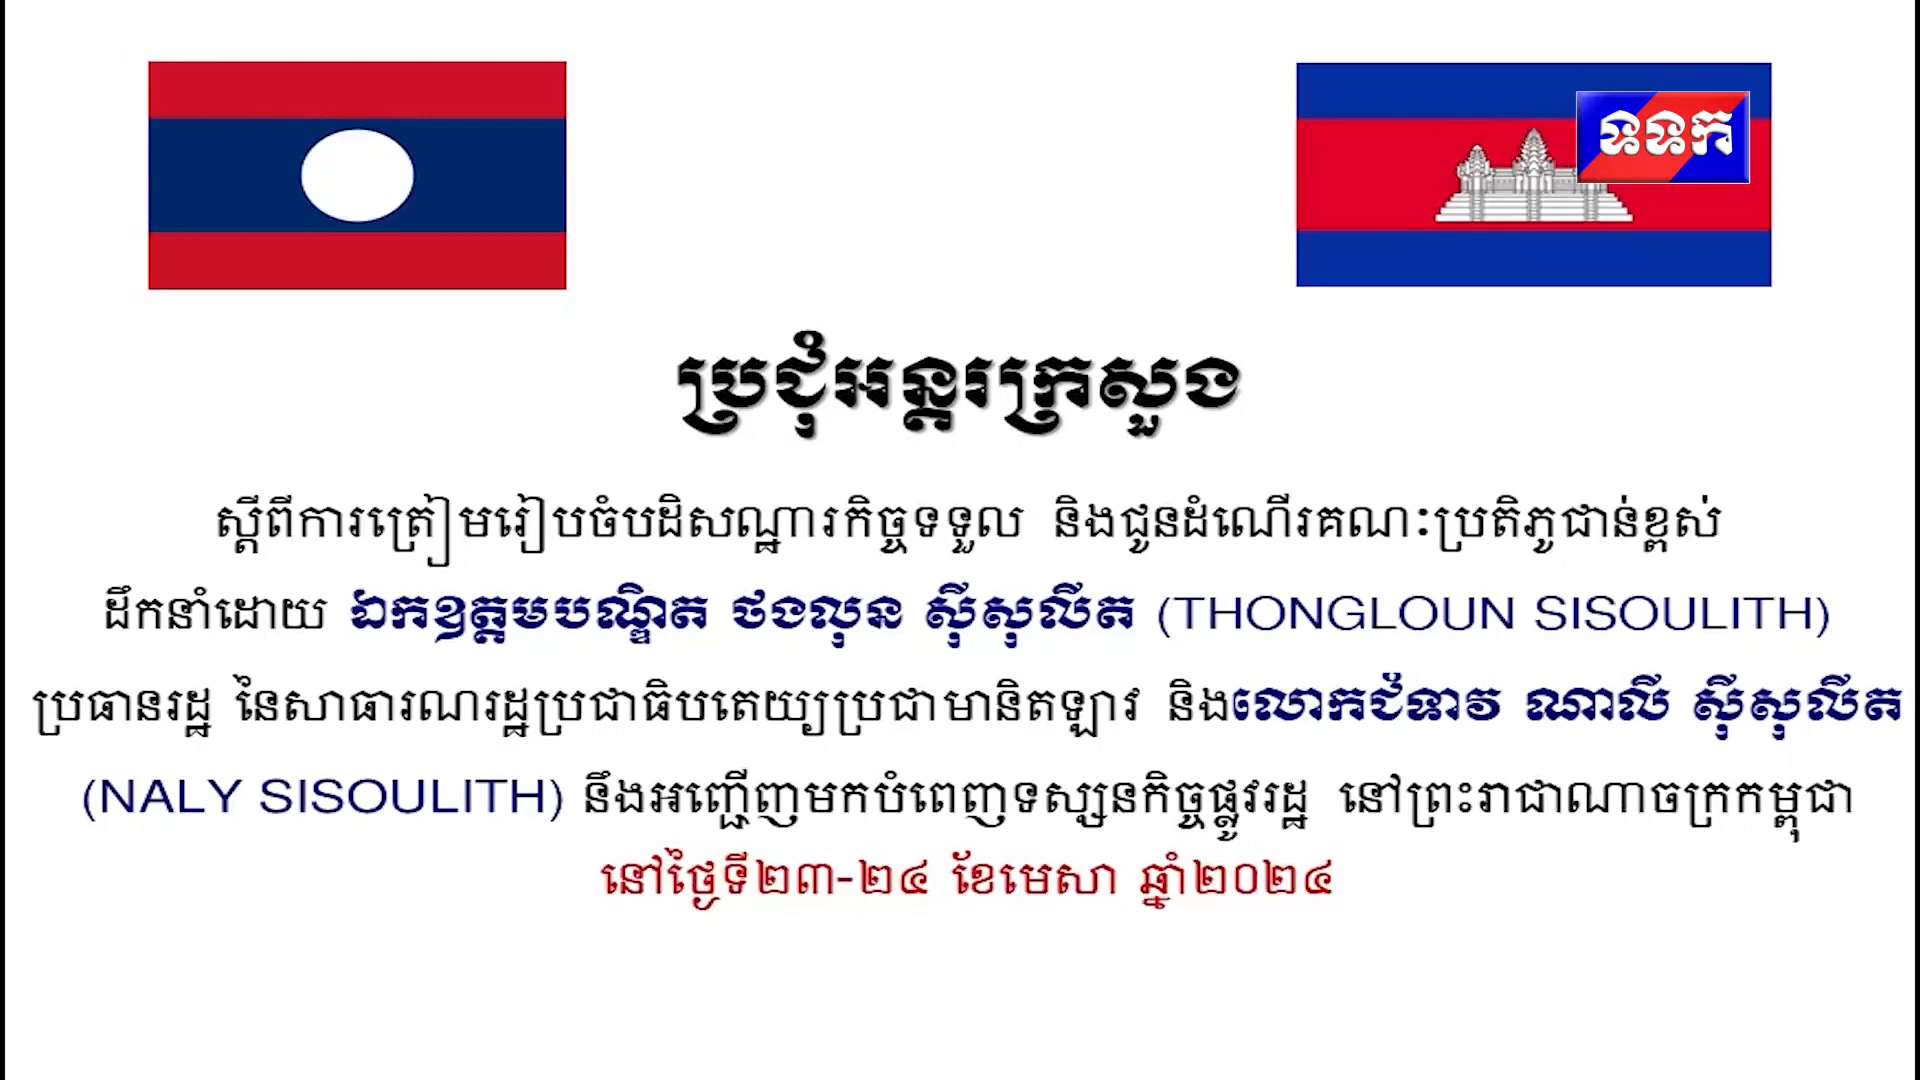 ទទក
ប្រជុំអន្តរក្រសួង
ស្តីពីការត្រៀមរៀបចំបដិសណ្ឋារកិច្ចទទួល និងជូនដំណើរគណៈប្រតិភូជាន់ខ្ពស់
ដឹកនាំដោយ ឯកឧត្តមបណ្ឌិត ថងលុន ស៊ីសុលីត (THONGLOUN SISOULITH)
ប្រធានរដ្ឋ នៃសាធារណរដ្ឋប្រជាធិបតេយ្យប្រជាមានិតឡាវ និងលោកជំទាវ ណាលី ស៊ីសុលីត
(NALY SISOULITH) នឹងអញ្ជើញមកបំពេញទស្សនកិច្ចផ្លូវរដ្ឋ នៅព្រះរាជាណាចក្រកម្ពុជា
នៅថ្ងៃទី២៣-២៤ ខែមេសា ឆ្នាំ២០២៤